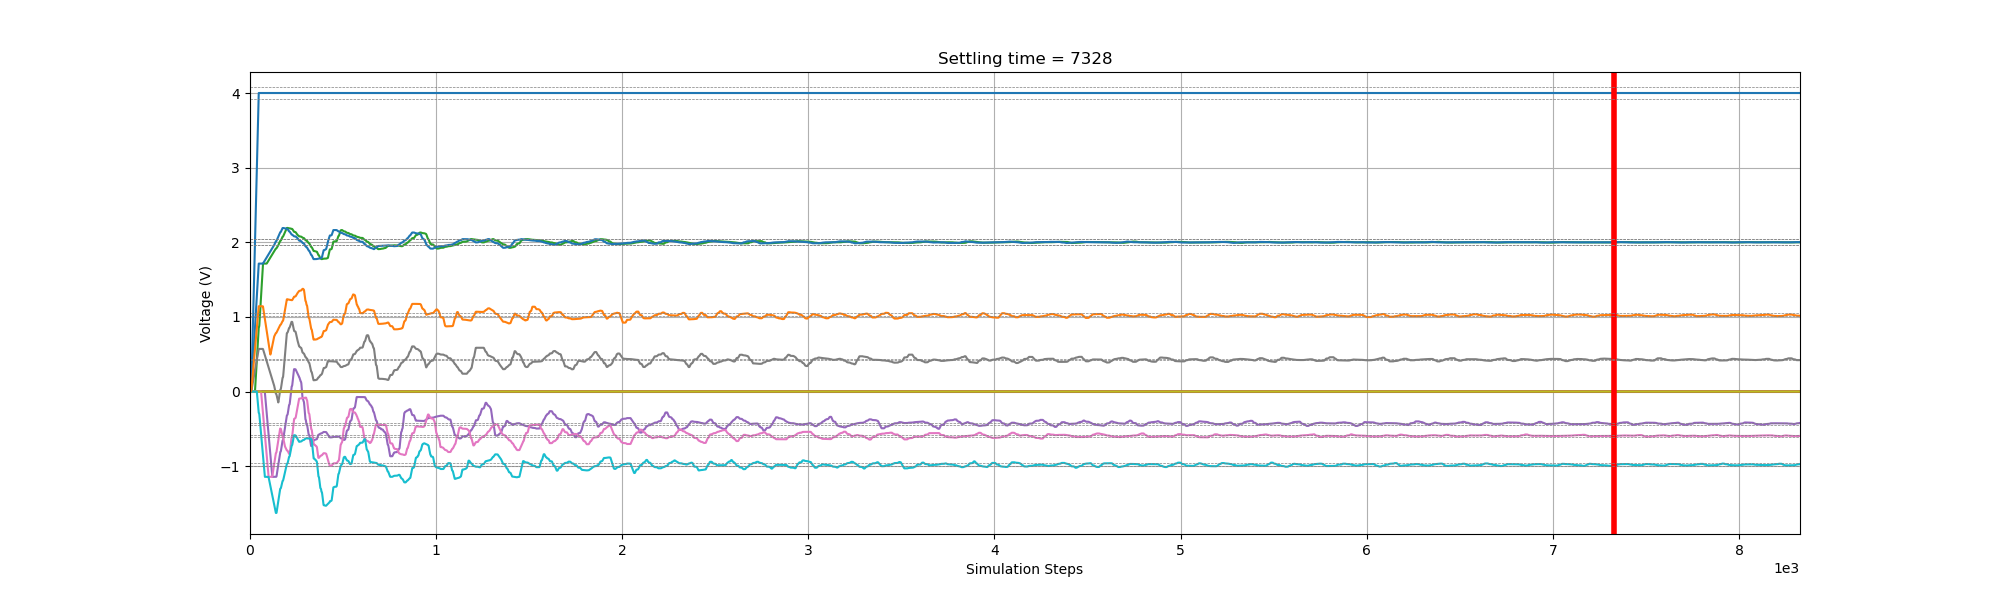 Settling time = 7328
4
3
2
1
0
−1
Voltage (V)
0 1 2 3 4 5 6 7 8
1e3
Simulation Steps